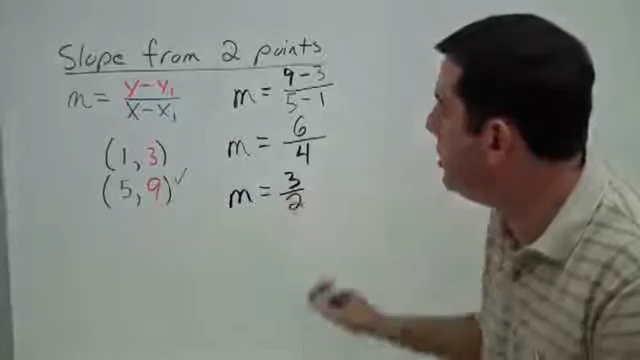 Slope from 2 points
m = y - y₁ / x - x₁
(1, 3)
(5, 9) ✓
m = 9 - 3 / 5 - 1
m = 6 / 4
m = 3 / 2